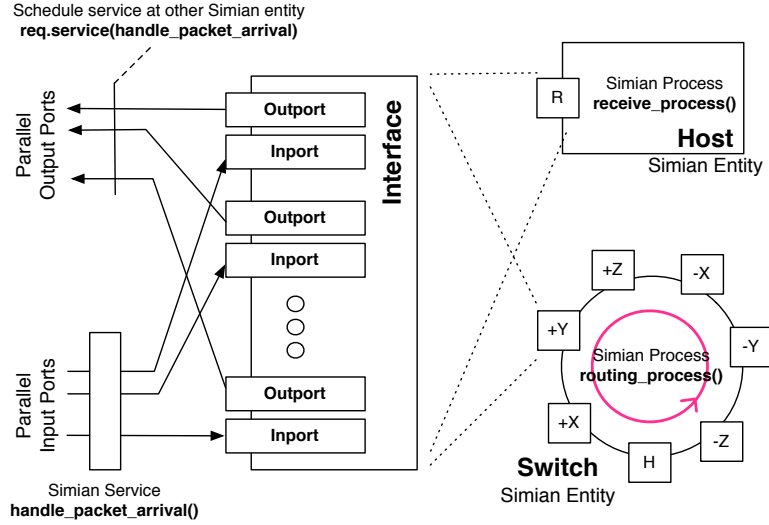 Schedule service at other Simian entity
req.service(handle_packet_arrival)
Parallel
Output Ports
Outport
Inport
Outport
Inport
Outport
Inport
Interface
Parallel
Input Ports
Simian Service
handle_packet_arrival()
R
Simian Process
receive_process()
Host
Simian Entity
+Z
-X
+Y
-Y
Simian Process
routing_process()
+X
-Z
H
Switch
Simian Entity